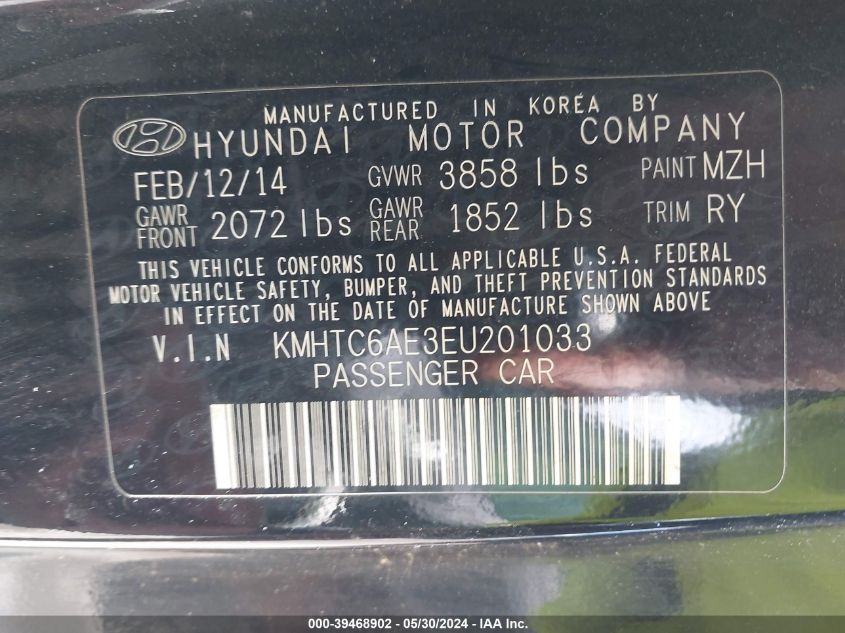 MANUFACTURED IN KOREA BY
HYUNDAI MOTOR COMPANY
FEB/12/14 GVWR 3858 lbs PAINT MZH
GAWR FRONT 2072 lbs GAWR REAR 1852 lbs TRIM RY
THIS VEHICLE CONFORMS TO ALL APPLICABLE U.S.A. FEDERAL
MOTOR VEHICLE SAFETY, BUMPER, AND THEFT PREVENTION STANDARDS
IN EFFECT ON THE DATE OF MANUFACTURE SHOWN ABOVE
V.I.N KMHTC6AE3EU201033
PASSENGER CAR
000-39468902 - 05/30/2024 - IAA Inc.